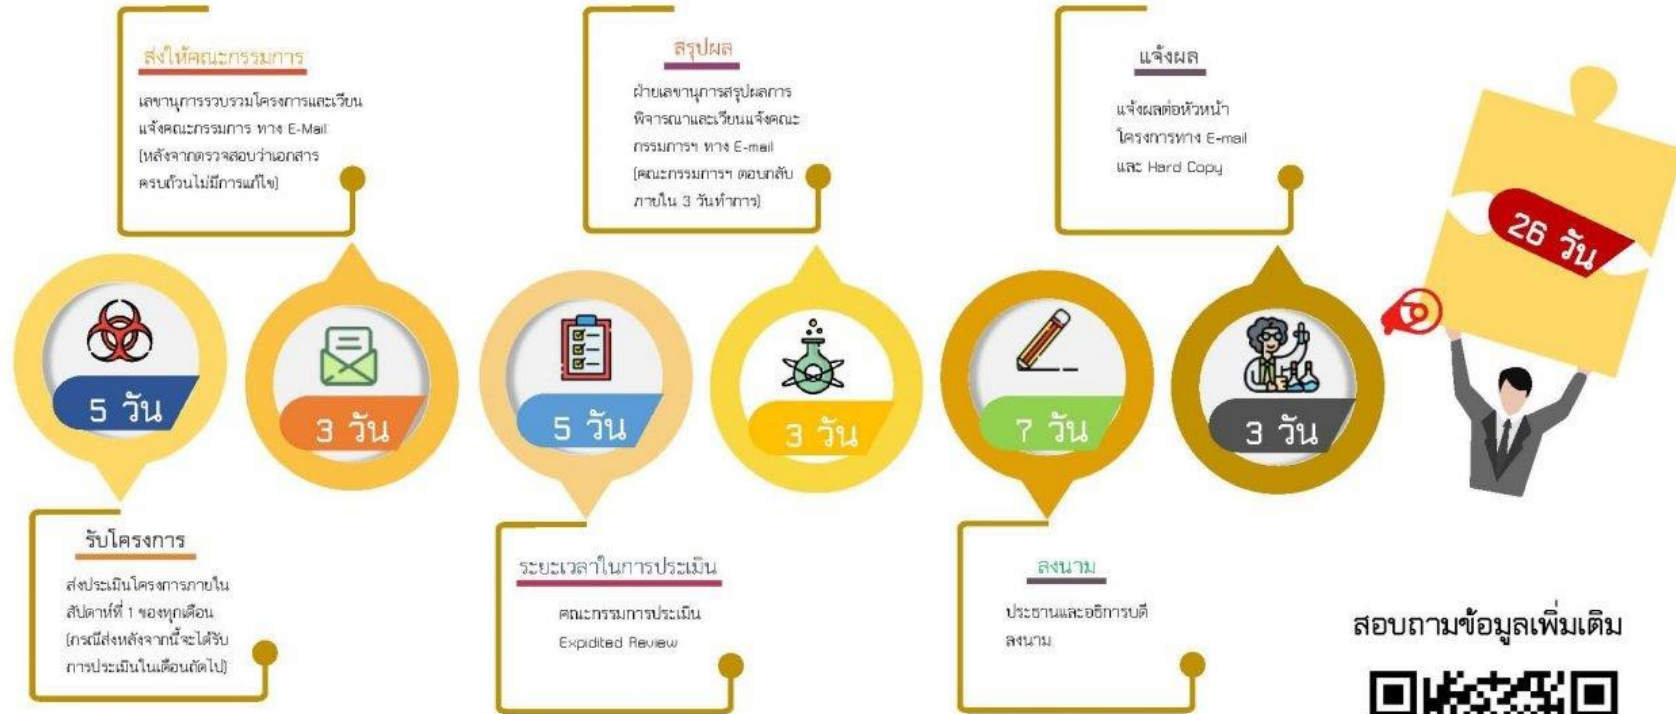 ส่งให้คณะกรรมการ
เลขานุการรวบรวมโครงการและเวียน
แจ้งคณะกรรมการ ทาง E-Mail
(หลังจากตรวจสอบว่าเอกสาร
ครบถ้วนไม่มีการแก้ไข)
สรุปผล
ฝ่ายเลขานุการสรุปผลการ
พิจารณาและเวียนแจ้งคณะ
กรรมการฯ ทาง E-mail
(คณะกรรมการฯ ตอบกลับ
ภายใน 3 วันทำการ)
แจ้งผล
แจ้งผลต่อหัวหน้า
โครงการทาง E-mail
และ Hard Copy
26 วัน
5 วัน
3 วัน
5 วัน
3 วัน
7 วัน
3 วัน
รับโครงการ
ส่งประเมินโครงการภายใน
สัปดาห์ที่ 1 ของทุกเดือน
(กรณีส่งหลังจากนี้จะได้รับ
การประเมินในเดือนถัดไป)
ระยะเวลาในการประเมิน
คณะกรรมการประเมิน
Expidited Review
ลงนาม
ประธานและอธิการบดี
ลงนาม
สอบถามข้อมูลเพิ่มเติม